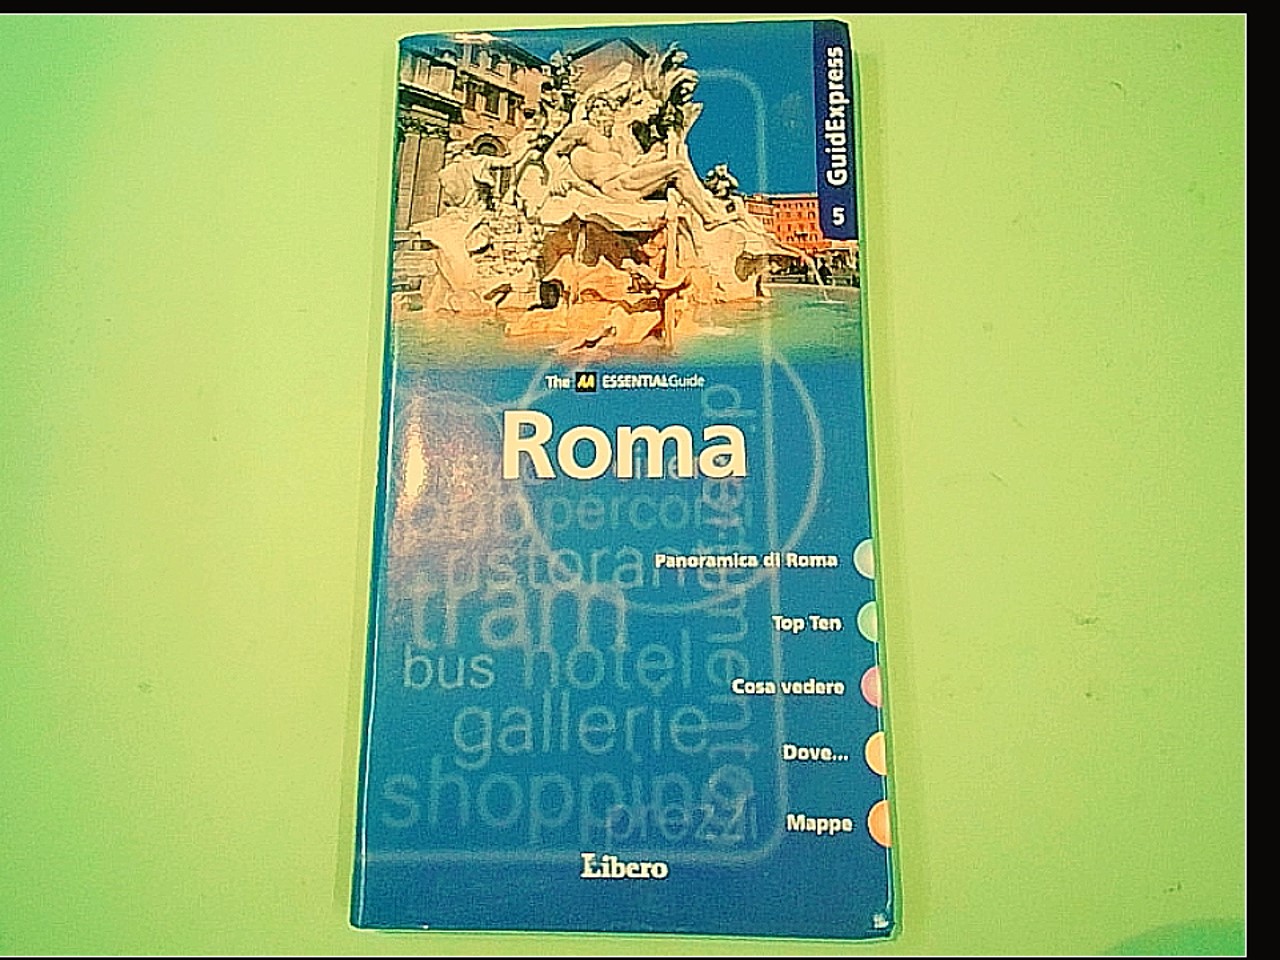 GuidExpress
5
The AA ESSENTIALGuide
Roma
percorsi
ristoranti
tram
bus hotel
gallerie
shopping
prezzi
divertimento
Panoramica di Roma
Top Ten
Cosa vedere
Dove...
Mappe
Libero